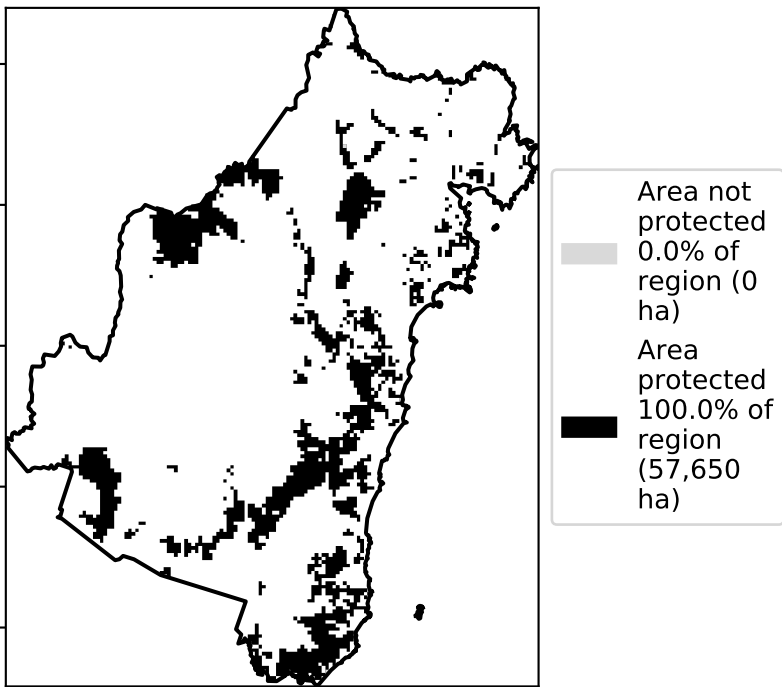 Area not
protected
0.0% of
region (0
ha)
Area
protected
100.0% of
region
(57,650
ha)